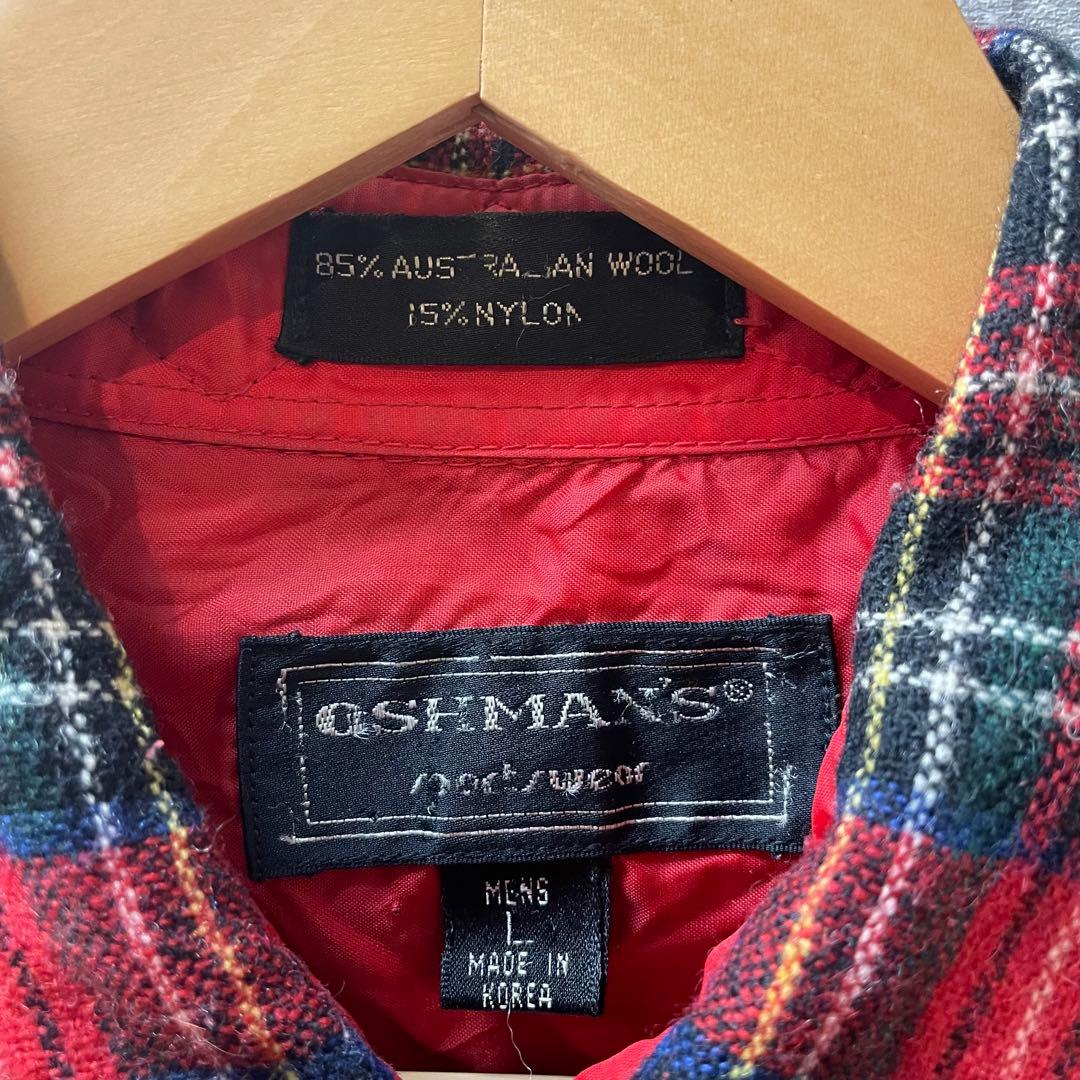 85% AUSTRALIAN WOOL
15% NYLON
OSHMAN'S®
sportswear
MENS
L
MADE IN
KOREA